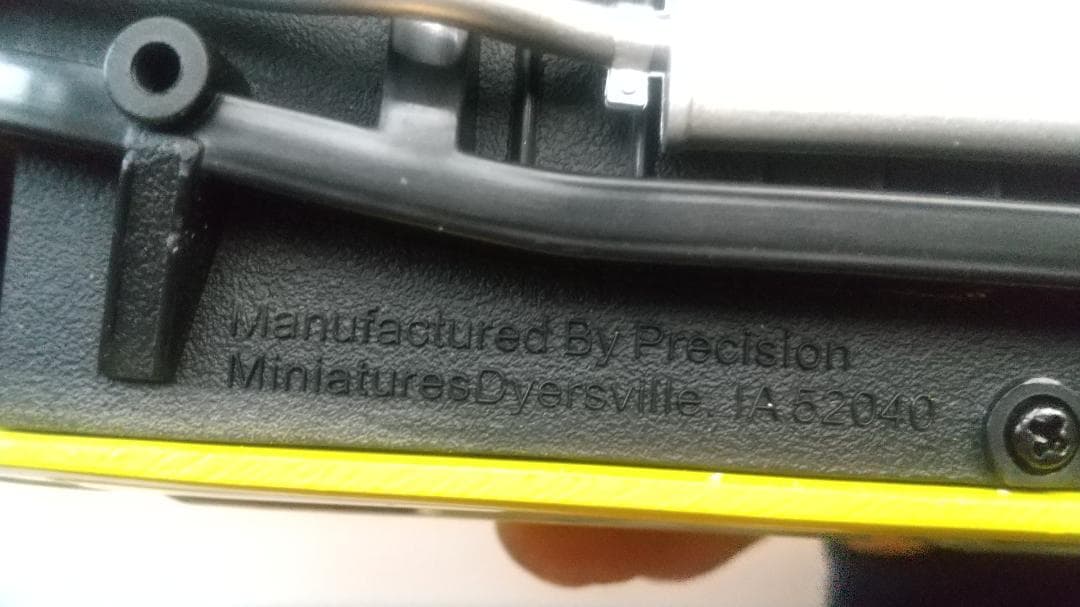 Manufactured By Precision
MiniaturesDyersville, IA 52040